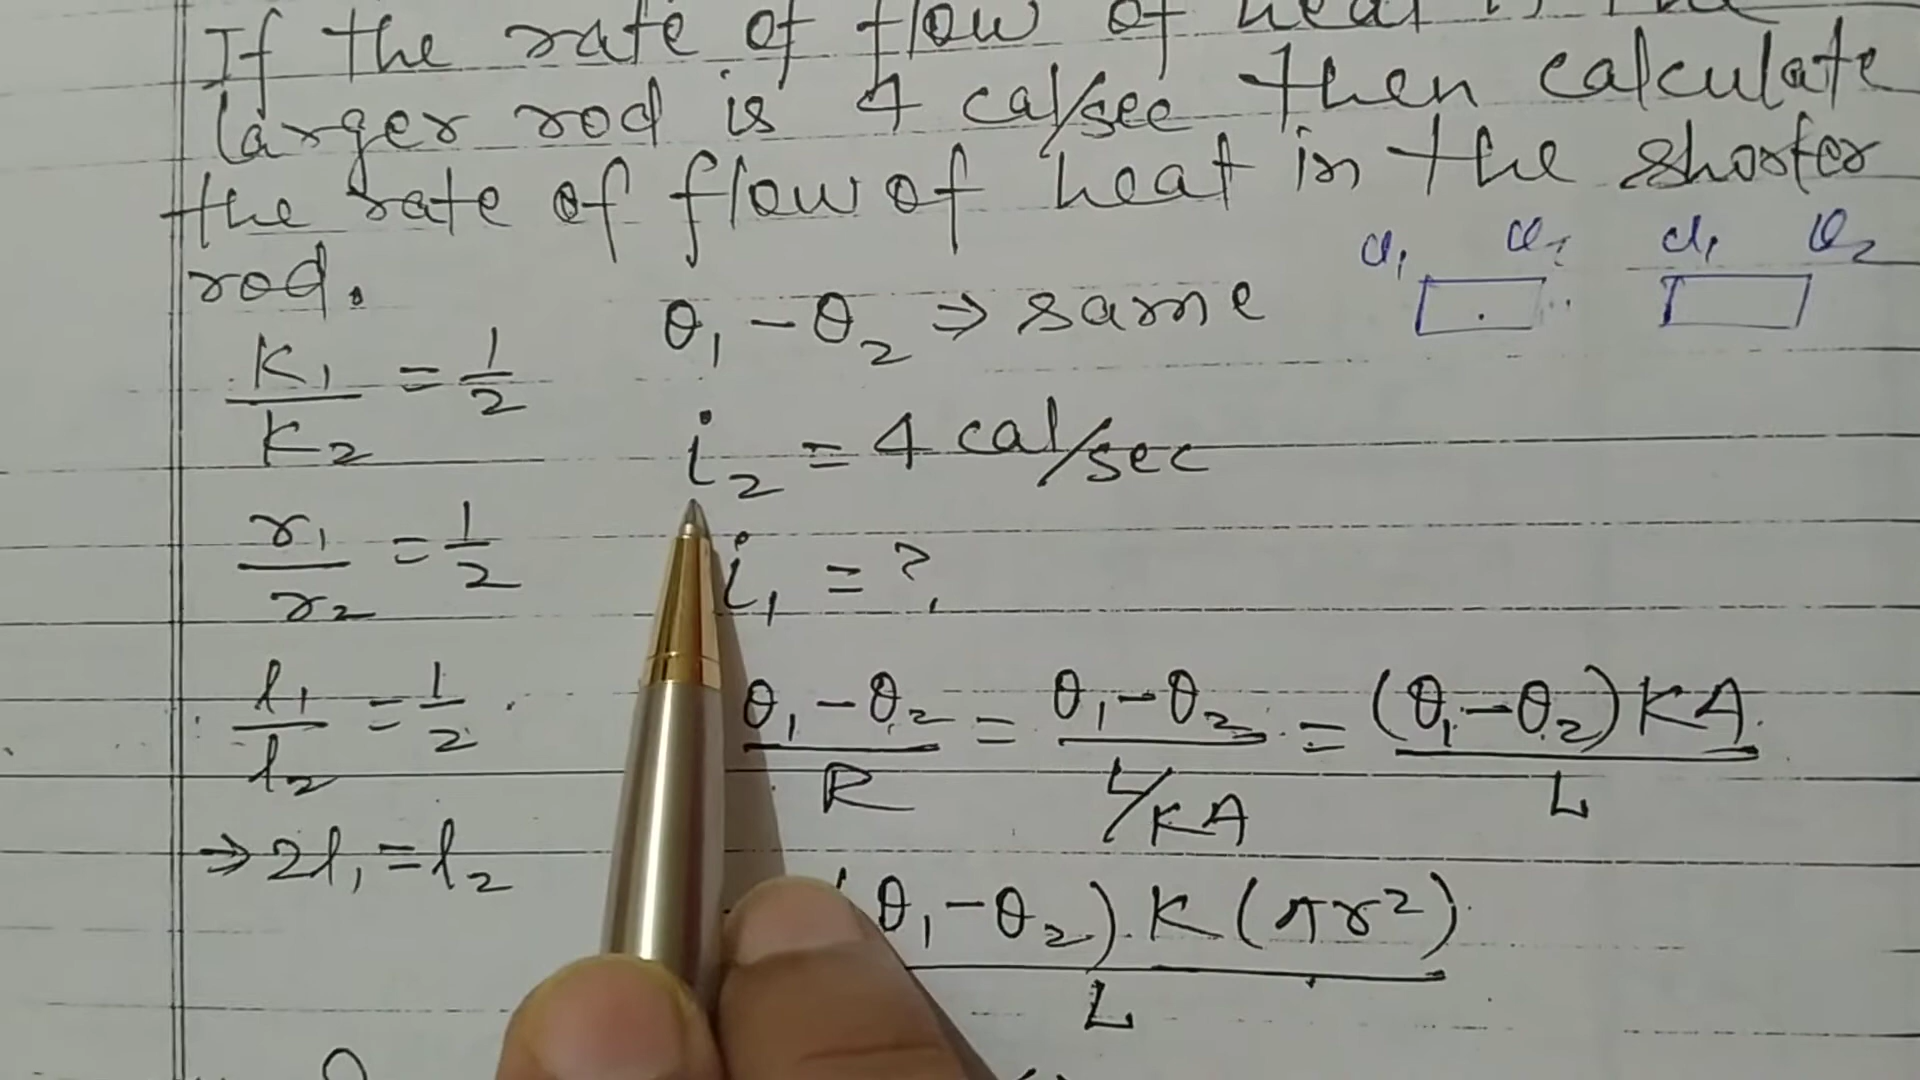 If the rate of flow of heat in the
larger rod is 4 cal/sec then calculate
the rate of flow of heat in the shorter
rod.
θ₁ θ₂ θ₁ θ₂
θ₁ - θ₂ ⇒ same
K₁/K₂ = 1/2
i₂ = 4 cal/sec
r₁/r₂ = 1/2
i₁ = ?
l₁/l₂ = 1/2
θ₁-θ₂/R = θ₁-θ₂/L/KA = (θ₁-θ₂)KA/L
⇒ 2l₁ = l₂
(θ₁-θ₂) K (πr²)/L